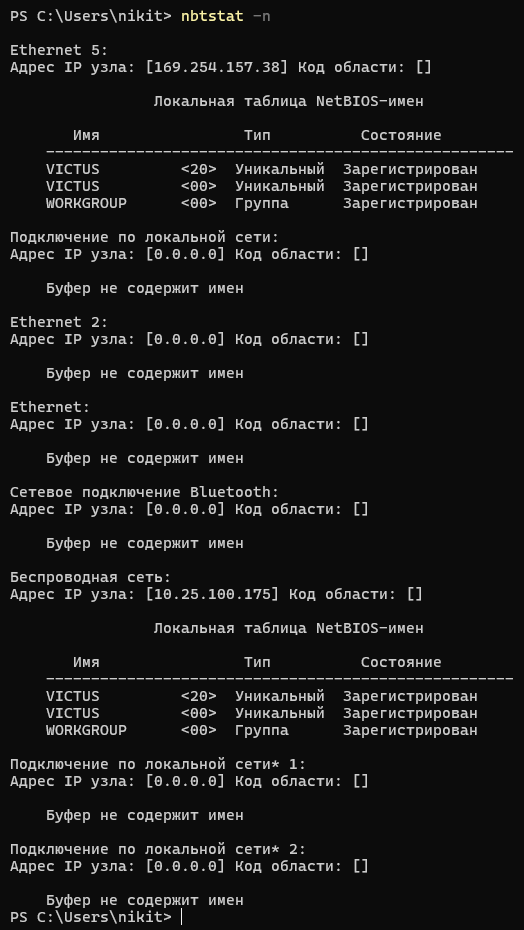 PS C:\Users\nikit> nbtstat -n
Ethernet 5:
Адрес IP узла: [169.254.157.38] Код области: []
Локальная таблица NetBIOS-имен
Имя Тип Состояние
---------------------------------------------------
VICTUS <20> Уникальный Зарегистрирован
VICTUS <00> Уникальный Зарегистрирован
WORKGROUP <00> Группа Зарегистрирован
Подключение по локальной сети:
Адрес IP узла: [0.0.0.0] Код области: []
Буфер не содержит имен
Ethernet 2:
Адрес IP узла: [0.0.0.0] Код области: []
Буфер не содержит имен
Ethernet:
Адрес IP узла: [0.0.0.0] Код области: []
Буфер не содержит имен
Сетевое подключение Bluetooth:
Адрес IP узла: [0.0.0.0] Код области: []
Буфер не содержит имен
Беспроводная сеть:
Адрес IP узла: [10.25.100.175] Код области: []
Локальная таблица NetBIOS-имен
Имя Тип Состояние
---------------------------------------------------
VICTUS <20> Уникальный Зарегистрирован
VICTUS <00> Уникальный Зарегистрирован
WORKGROUP <00> Группа Зарегистрирован
Подключение по локальной сети* 1:
Адрес IP узла: [0.0.0.0] Код области: []
Буфер не содержит имен
Подключение по локальной сети* 2:
Адрес IP узла: [0.0.0.0] Код области: []
Буфер не содержит имен
PS C:\Users\nikit>